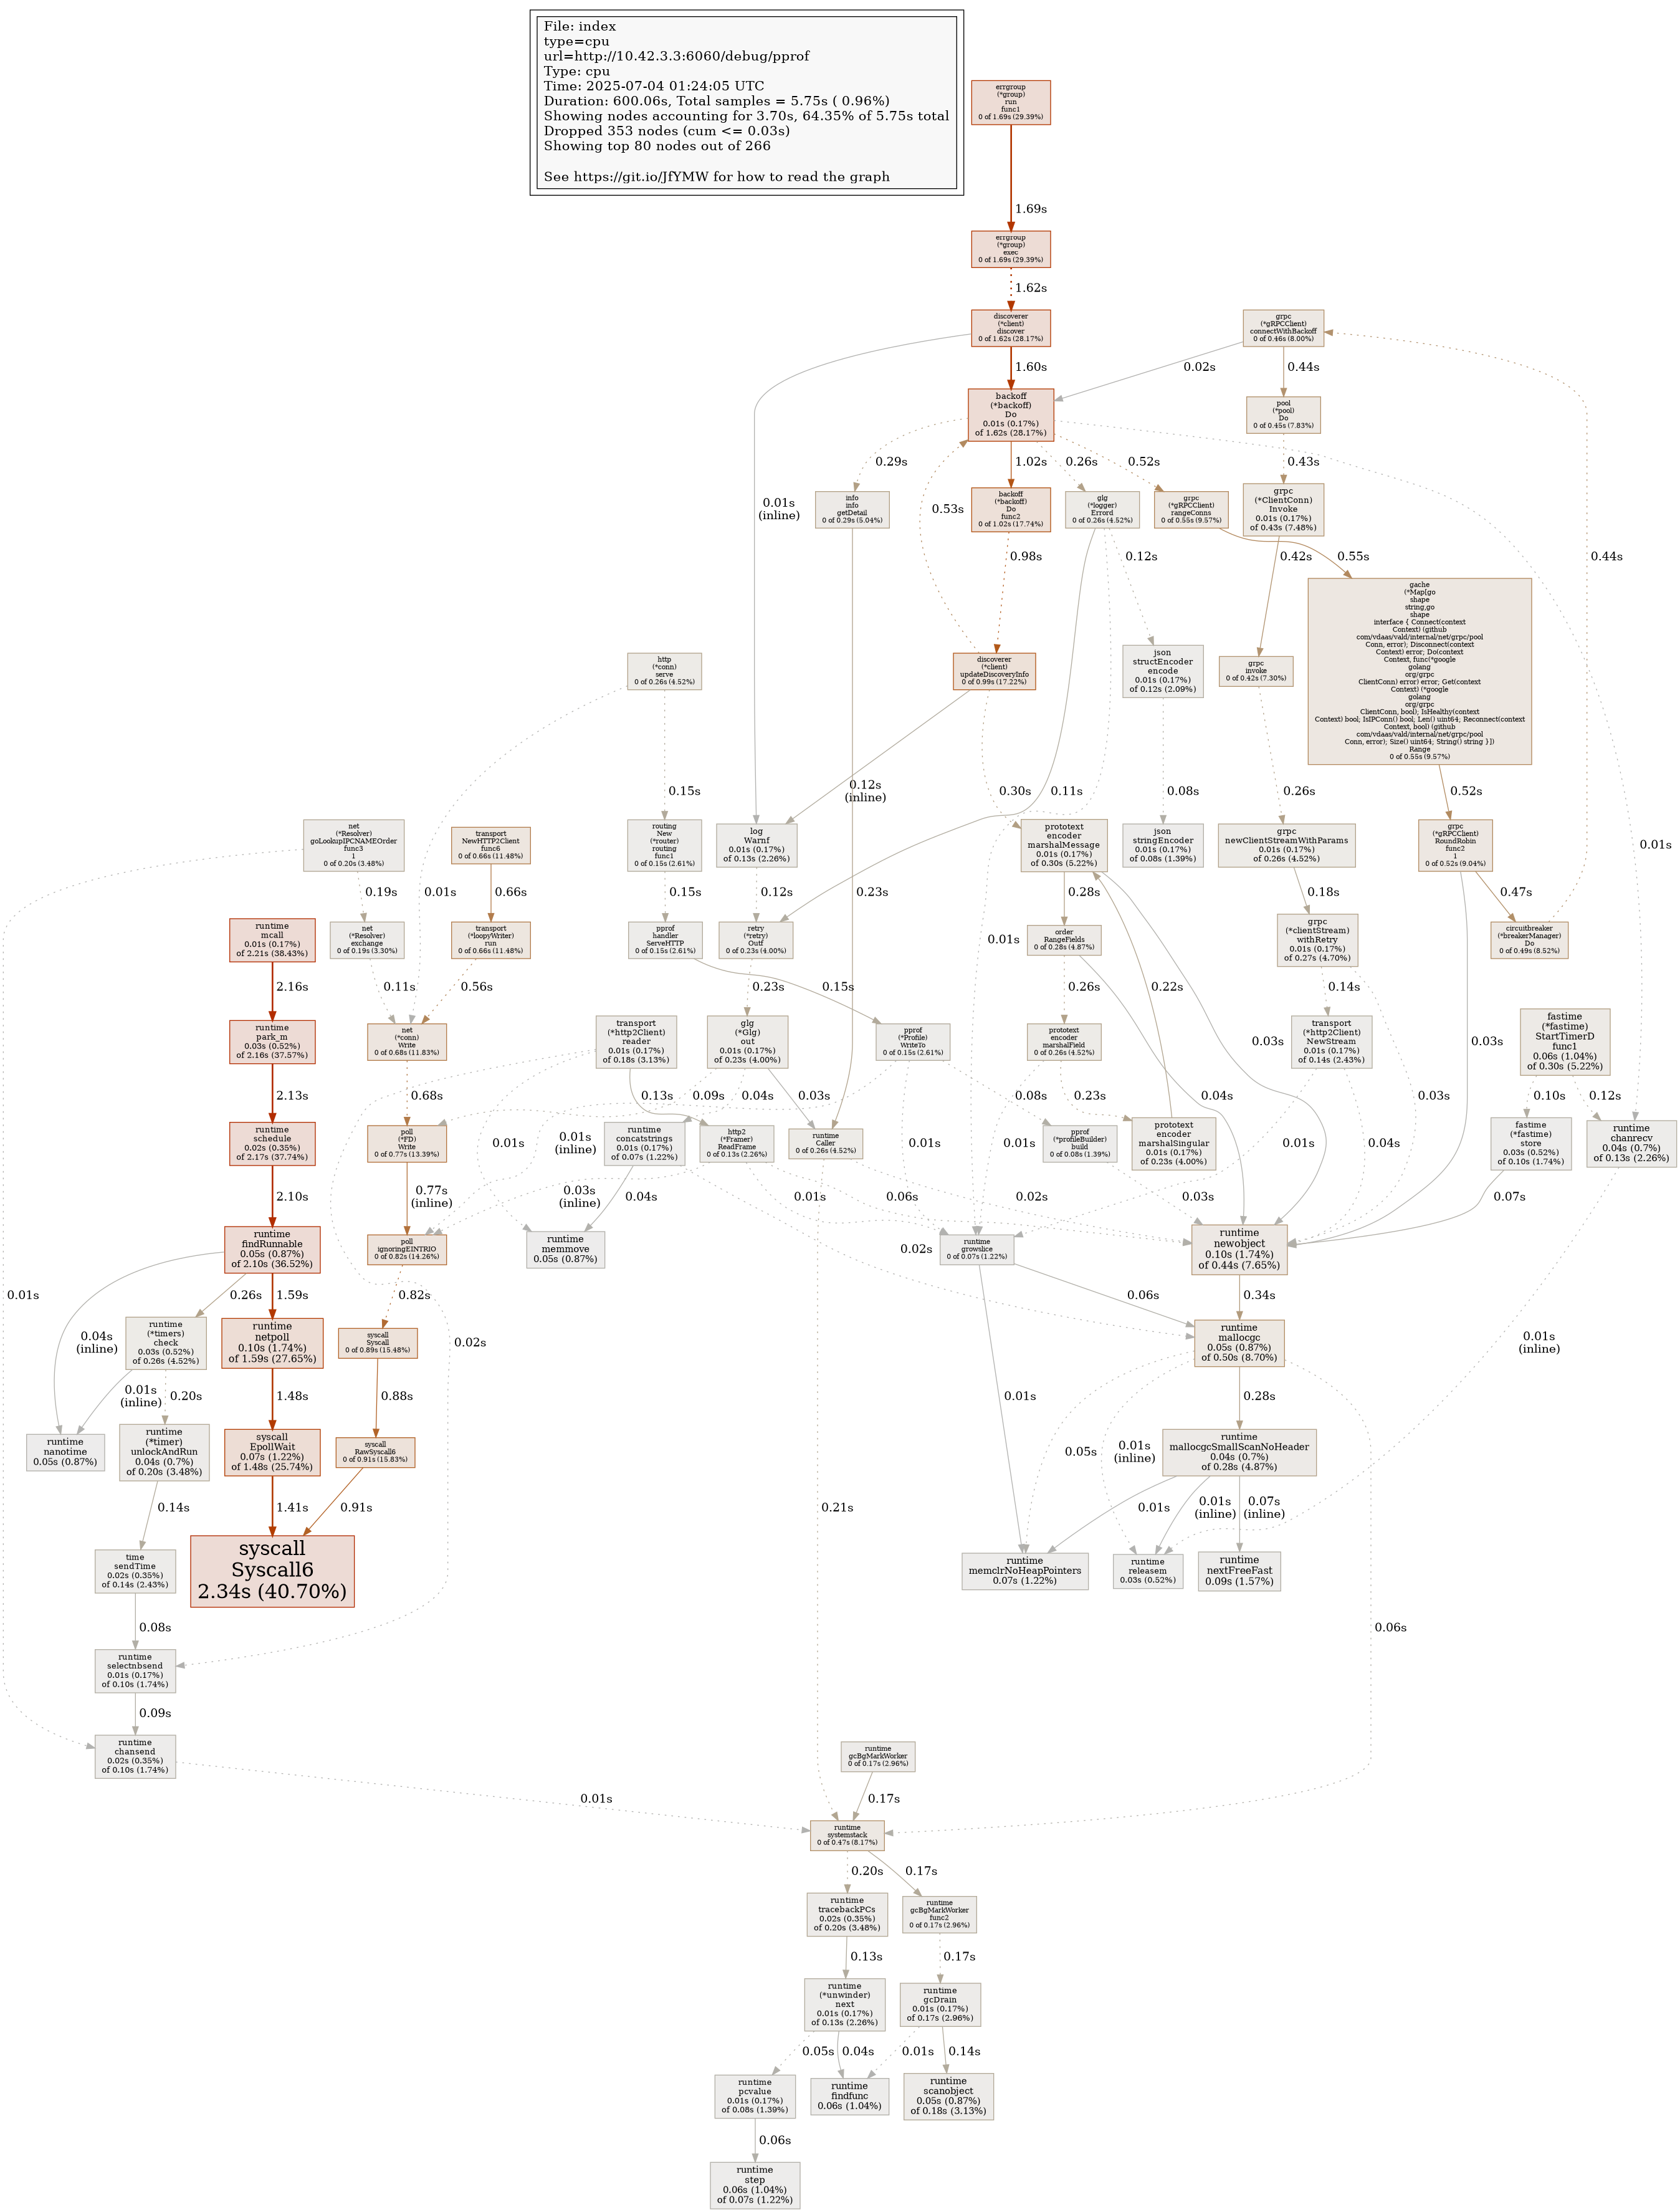 File: index
type=cpu
url=http://10.42.3.3:6060/debug/pprof
Type: cpu
Time: 2025-07-04 01:24:05 UTC
Duration: 600.06s, Total samples = 5.75s ( 0.96%)
Showing nodes accounting for 3.70s, 64.35% of 5.75s total
Dropped 353 nodes (cum <= 0.03s)
Showing top 80 nodes out of 266
See https://git.io/JfYMW for how to read the graph
errgroup
(*group)
run
func1
0 of 1.69s (29.39%)
1.69s
errgroup
(*group)
exec
0 of 1.69s (29.39%)
1.62s
discoverer
(*client)
discover
0 of 1.62s (28.17%)
grpc
(*gRPCClient)
connectWithBackoff
0 of 0.46s (8.00%)
1.60s
0.02s
0.44s
backoff
(*backoff)
Do
0.01s (0.17%)
of 1.62s (28.17%)
pool
(*pool)
Do
0 of 0.45s (7.83%)
0.29s
1.02s
0.26s
0.52s
0.43s
0.01s
(inline)
0.53s
info
info
getDetail
0 of 0.29s (5.04%)
backoff
(*backoff)
Do
func2
0 of 1.02s (17.74%)
glg
(*logger)
Errord
0 of 0.26s (4.52%)
grpc
(*gRPCClient)
rangeConns
0 of 0.55s (9.57%)
grpc
(*ClientConn)
Invoke
0.01s (0.17%)
of 0.43s (7.48%)
0.98s
0.12s
0.42s
0.55s
0.44s
gache
(*Map[go
shape
string,go
shape
interface { Connect(context
Context) (github
com/vdaas/vald/internal/net/grpc/pool
Conn, error); Disconnect(context
Context) error; Do(context
Context, func(*google
golang
org/grpc
ClientConn) error) error; Get(context
Context) (*google
golang
org/grpc
ClientConn, bool); IsHealthy(context
Context) bool; IsIPConn() bool; Len() uint64; Reconnect(context
Context, bool) (github
com/vdaas/vald/internal/net/grpc/pool
Conn, error); Size() uint64; String() string }])
Range
0 of 0.55s (9.57%)
http
(*conn)
serve
0 of 0.26s (4.52%)
discoverer
(*client)
updateDiscoveryInfo
0 of 0.99s (17.22%)
json
structEncoder
encode
0.01s (0.17%)
of 0.12s (2.09%)
grpc
invoke
0 of 0.42s (7.30%)
0.15s
0.12s
(inline)
0.30s
0.11s
0.08s
0.26s
0.52s
0.01s
net
(*Resolver)
goLookupIPCNAMEOrder
func3
1
0 of 0.20s (3.48%)
transport
NewHTTP2Client
func6
0 of 0.66s (11.48%)
routing
New
(*router)
routing
func1
0 of 0.15s (2.61%)
log
Warnf
0.01s (0.17%)
of 0.13s (2.26%)
prototext
encoder
marshalMessage
0.01s (0.17%)
of 0.30s (5.22%)
json
stringEncoder
0.01s (0.17%)
of 0.08s (1.39%)
grpc
newClientStreamWithParams
0.01s (0.17%)
of 0.26s (4.52%)
grpc
(*gRPCClient)
RoundRobin
func2
1
0 of 0.52s (9.04%)
0.19s
0.01s
0.66s
0.15s
0.12s
0.23s
0.28s
0.18s
0.47s
runtime
mcall
0.01s (0.17%)
of 2.21s (38.43%)
net
(*Resolver)
exchange
0 of 0.19s (3.30%)
transport
(*loopyWriter)
run
0 of 0.66s (11.48%)
pprof
handler
ServeHTTP
0 of 0.15s (2.61%)
retry
(*retry)
Outf
0 of 0.23s (4.00%)
order
RangeFields
0 of 0.28s (4.87%)
grpc
(*clientStream)
withRetry
0.01s (0.17%)
of 0.27s (4.70%)
circuitbreaker
(*breakerManager)
Do
0 of 0.49s (8.52%)
0.01s
2.16s
0.11s
0.56s
0.23s
0.15s
0.26s
0.22s
0.14s
runtime
park_m
0.03s (0.52%)
of 2.16s (37.57%)
net
(*conn)
Write
0 of 0.68s (11.83%)
transport
(*http2Client)
reader
0.01s (0.17%)
of 0.18s (3.13%)
glg
(*Glg)
out
0.01s (0.17%)
of 0.23s (4.00%)
pprof
(*Profile)
WriteTo
0 of 0.15s (2.61%)
prototext
encoder
marshalField
0 of 0.26s (4.52%)
transport
(*http2Client)
NewStream
0.01s (0.17%)
of 0.14s (2.43%)
fastime
(*fastime)
StartTimerD
func1
0.06s (1.04%)
of 0.30s (5.22%)
0.03s
0.03s
2.13s
0.68s
0.01s
0.13s
0.09s
0.04s
0.03s
0.01s
(inline)
0.01s
0.08s
0.01s
0.23s
0.04s
0.01s
0.04s
0.03s
0.10s
0.12s
0.01s
runtime
schedule
0.02s (0.35%)
of 2.17s (37.74%)
poll
(*FD)
Write
0 of 0.77s (13.39%)
runtime
concatstrings
0.01s (0.17%)
of 0.07s (1.22%)
http2
(*Framer)
ReadFrame
0 of 0.13s (2.26%)
runtime
Caller
0 of 0.26s (4.52%)
pprof
(*profileBuilder)
build
0 of 0.08s (1.39%)
prototext
encoder
marshalSingular
0.01s (0.17%)
of 0.23s (4.00%)
fastime
(*fastime)
store
0.03s (0.52%)
of 0.10s (1.74%)
runtime
chanrecv
0.04s (0.7%)
of 0.13s (2.26%)
2.10s
0.77s
(inline)
0.03s
(inline)
0.04s
0.02s
0.01s
0.06s
0.02s
0.03s
0.07s
runtime
findRunnable
0.05s (0.87%)
of 2.10s (36.52%)
poll
ignoringEINTRIO
0 of 0.82s (14.26%)
runtime
memmove
0.05s (0.87%)
runtime
growslice
0 of 0.07s (1.22%)
runtime
newobject
0.10s (1.74%)
of 0.44s (7.65%)
0.04s
(inline)
0.26s
1.59s
0.82s
0.02s
0.06s
0.34s
0.01s
(inline)
runtime
(*timers)
check
0.03s (0.52%)
of 0.26s (4.52%)
runtime
netpoll
0.10s (1.74%)
of 1.59s (27.65%)
syscall
Syscall
0 of 0.89s (15.48%)
runtime
mallocgc
0.05s (0.87%)
of 0.50s (8.70%)
0.01s
(inline)
0.20s
1.48s
0.88s
0.01s
0.05s
0.01s
(inline)
0.28s
runtime
nanotime
0.05s (0.87%)
runtime
(*timer)
unlockAndRun
0.04s (0.7%)
of 0.20s (3.48%)
syscall
EpollWait
0.07s (1.22%)
of 1.48s (25.74%)
syscall
RawSyscall6
0 of 0.91s (15.83%)
runtime
mallocgcSmallScanNoHeader
0.04s (0.7%)
of 0.28s (4.87%)
0.14s
1.41s
0.91s
0.21s
0.01s
0.01s
(inline)
0.07s
(inline)
time
sendTime
0.02s (0.35%)
of 0.14s (2.43%)
syscall
Syscall6
2.34s (40.70%)
runtime
memclrNoHeapPointers
0.07s (1.22%)
runtime
releasem
0.03s (0.52%)
runtime
nextFreeFast
0.09s (1.57%)
0.08s
0.06s
runtime
selectnbsend
0.01s (0.17%)
of 0.10s (1.74%)
0.09s
runtime
chansend
0.02s (0.35%)
of 0.10s (1.74%)
runtime
gcBgMarkWorker
0 of 0.17s (2.96%)
0.01s
0.17s
runtime
systemstack
0 of 0.47s (8.17%)
0.20s
0.17s
runtime
tracebackPCs
0.02s (0.35%)
of 0.20s (3.48%)
runtime
gcBgMarkWorker
func2
0 of 0.17s (2.96%)
0.13s
0.17s
runtime
(*unwinder)
next
0.01s (0.17%)
of 0.13s (2.26%)
runtime
gcDrain
0.01s (0.17%)
of 0.17s (2.96%)
0.05s
0.04s
0.01s
0.14s
runtime
pcvalue
0.01s (0.17%)
of 0.08s (1.39%)
runtime
findfunc
0.06s (1.04%)
runtime
scanobject
0.05s (0.87%)
of 0.18s (3.13%)
0.06s
runtime
step
0.06s (1.04%)
of 0.07s (1.22%)